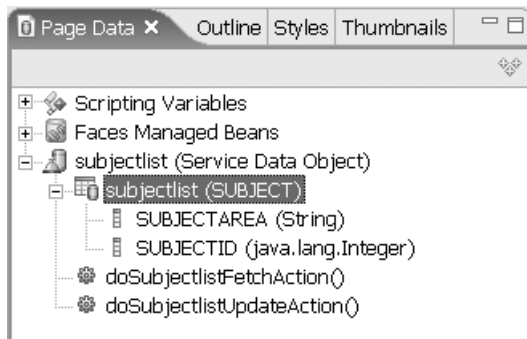 Page Data Outline Styles Thumbnails
Scripting Variables
Faces Managed Beans
subjectlist (Service Data Object)
subjectlist (SUBJECT)
SUBJECTAREA (String)
SUBJECTID (java.lang.Integer)
doSubjectlistFetchAction()
doSubjectlistUpdateAction()